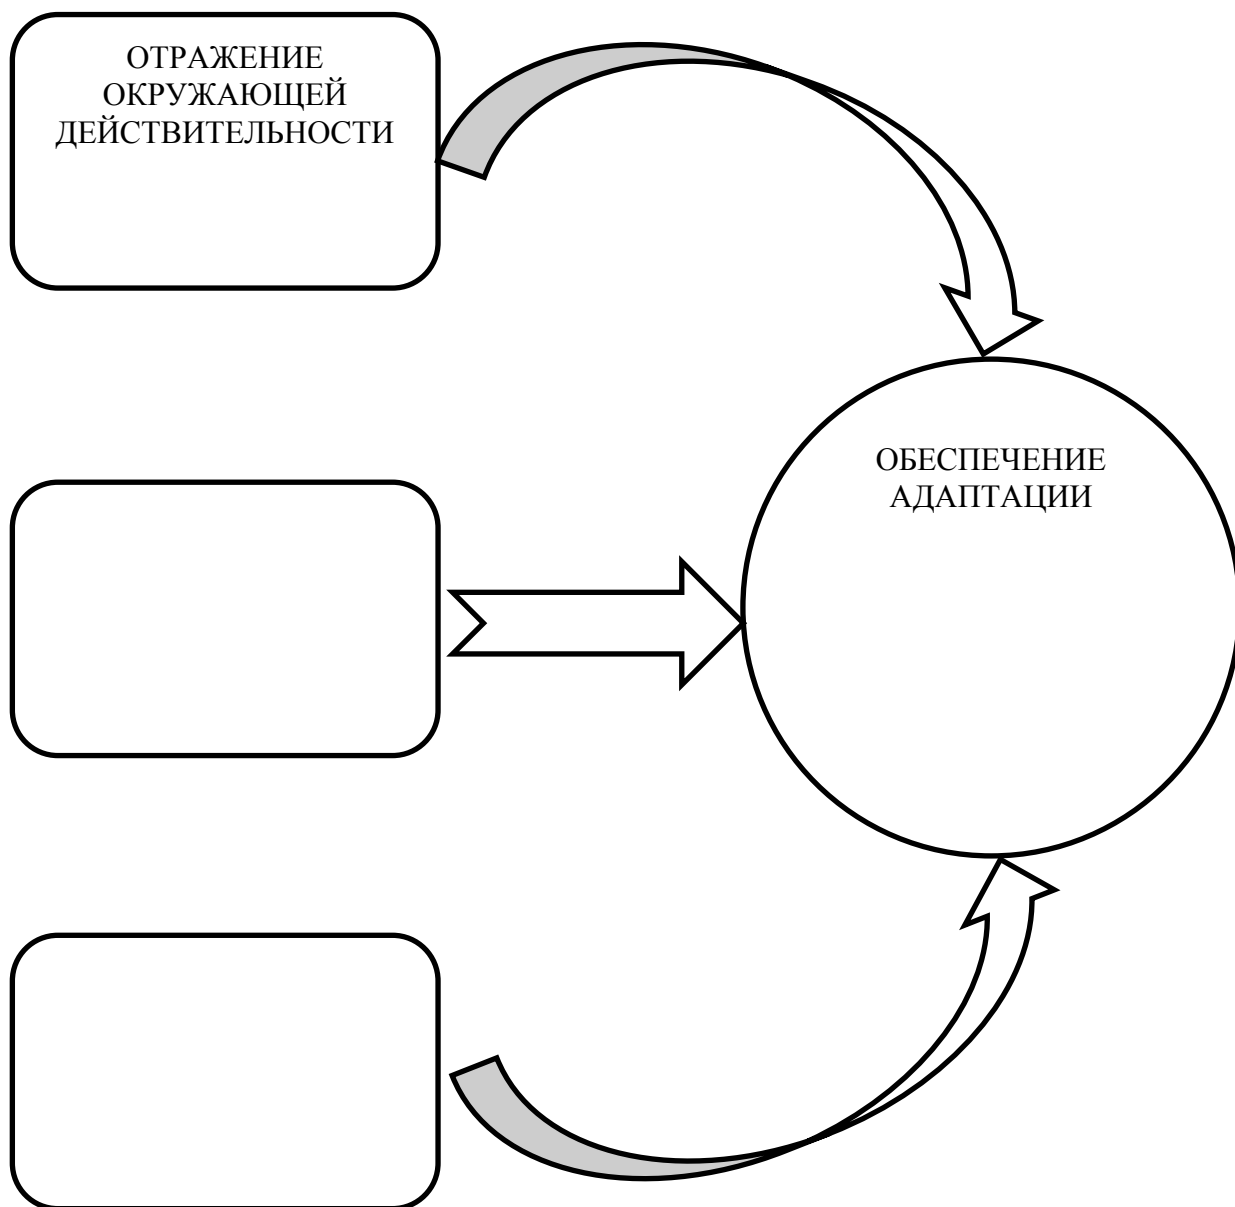 ОТРАЖЕНИЕ
ОКРУЖАЮЩЕЙ
ДЕЙСТВИТЕЛЬНОСТИ
ОБЕСПЕЧЕНИЕ
АДАПТАЦИИ